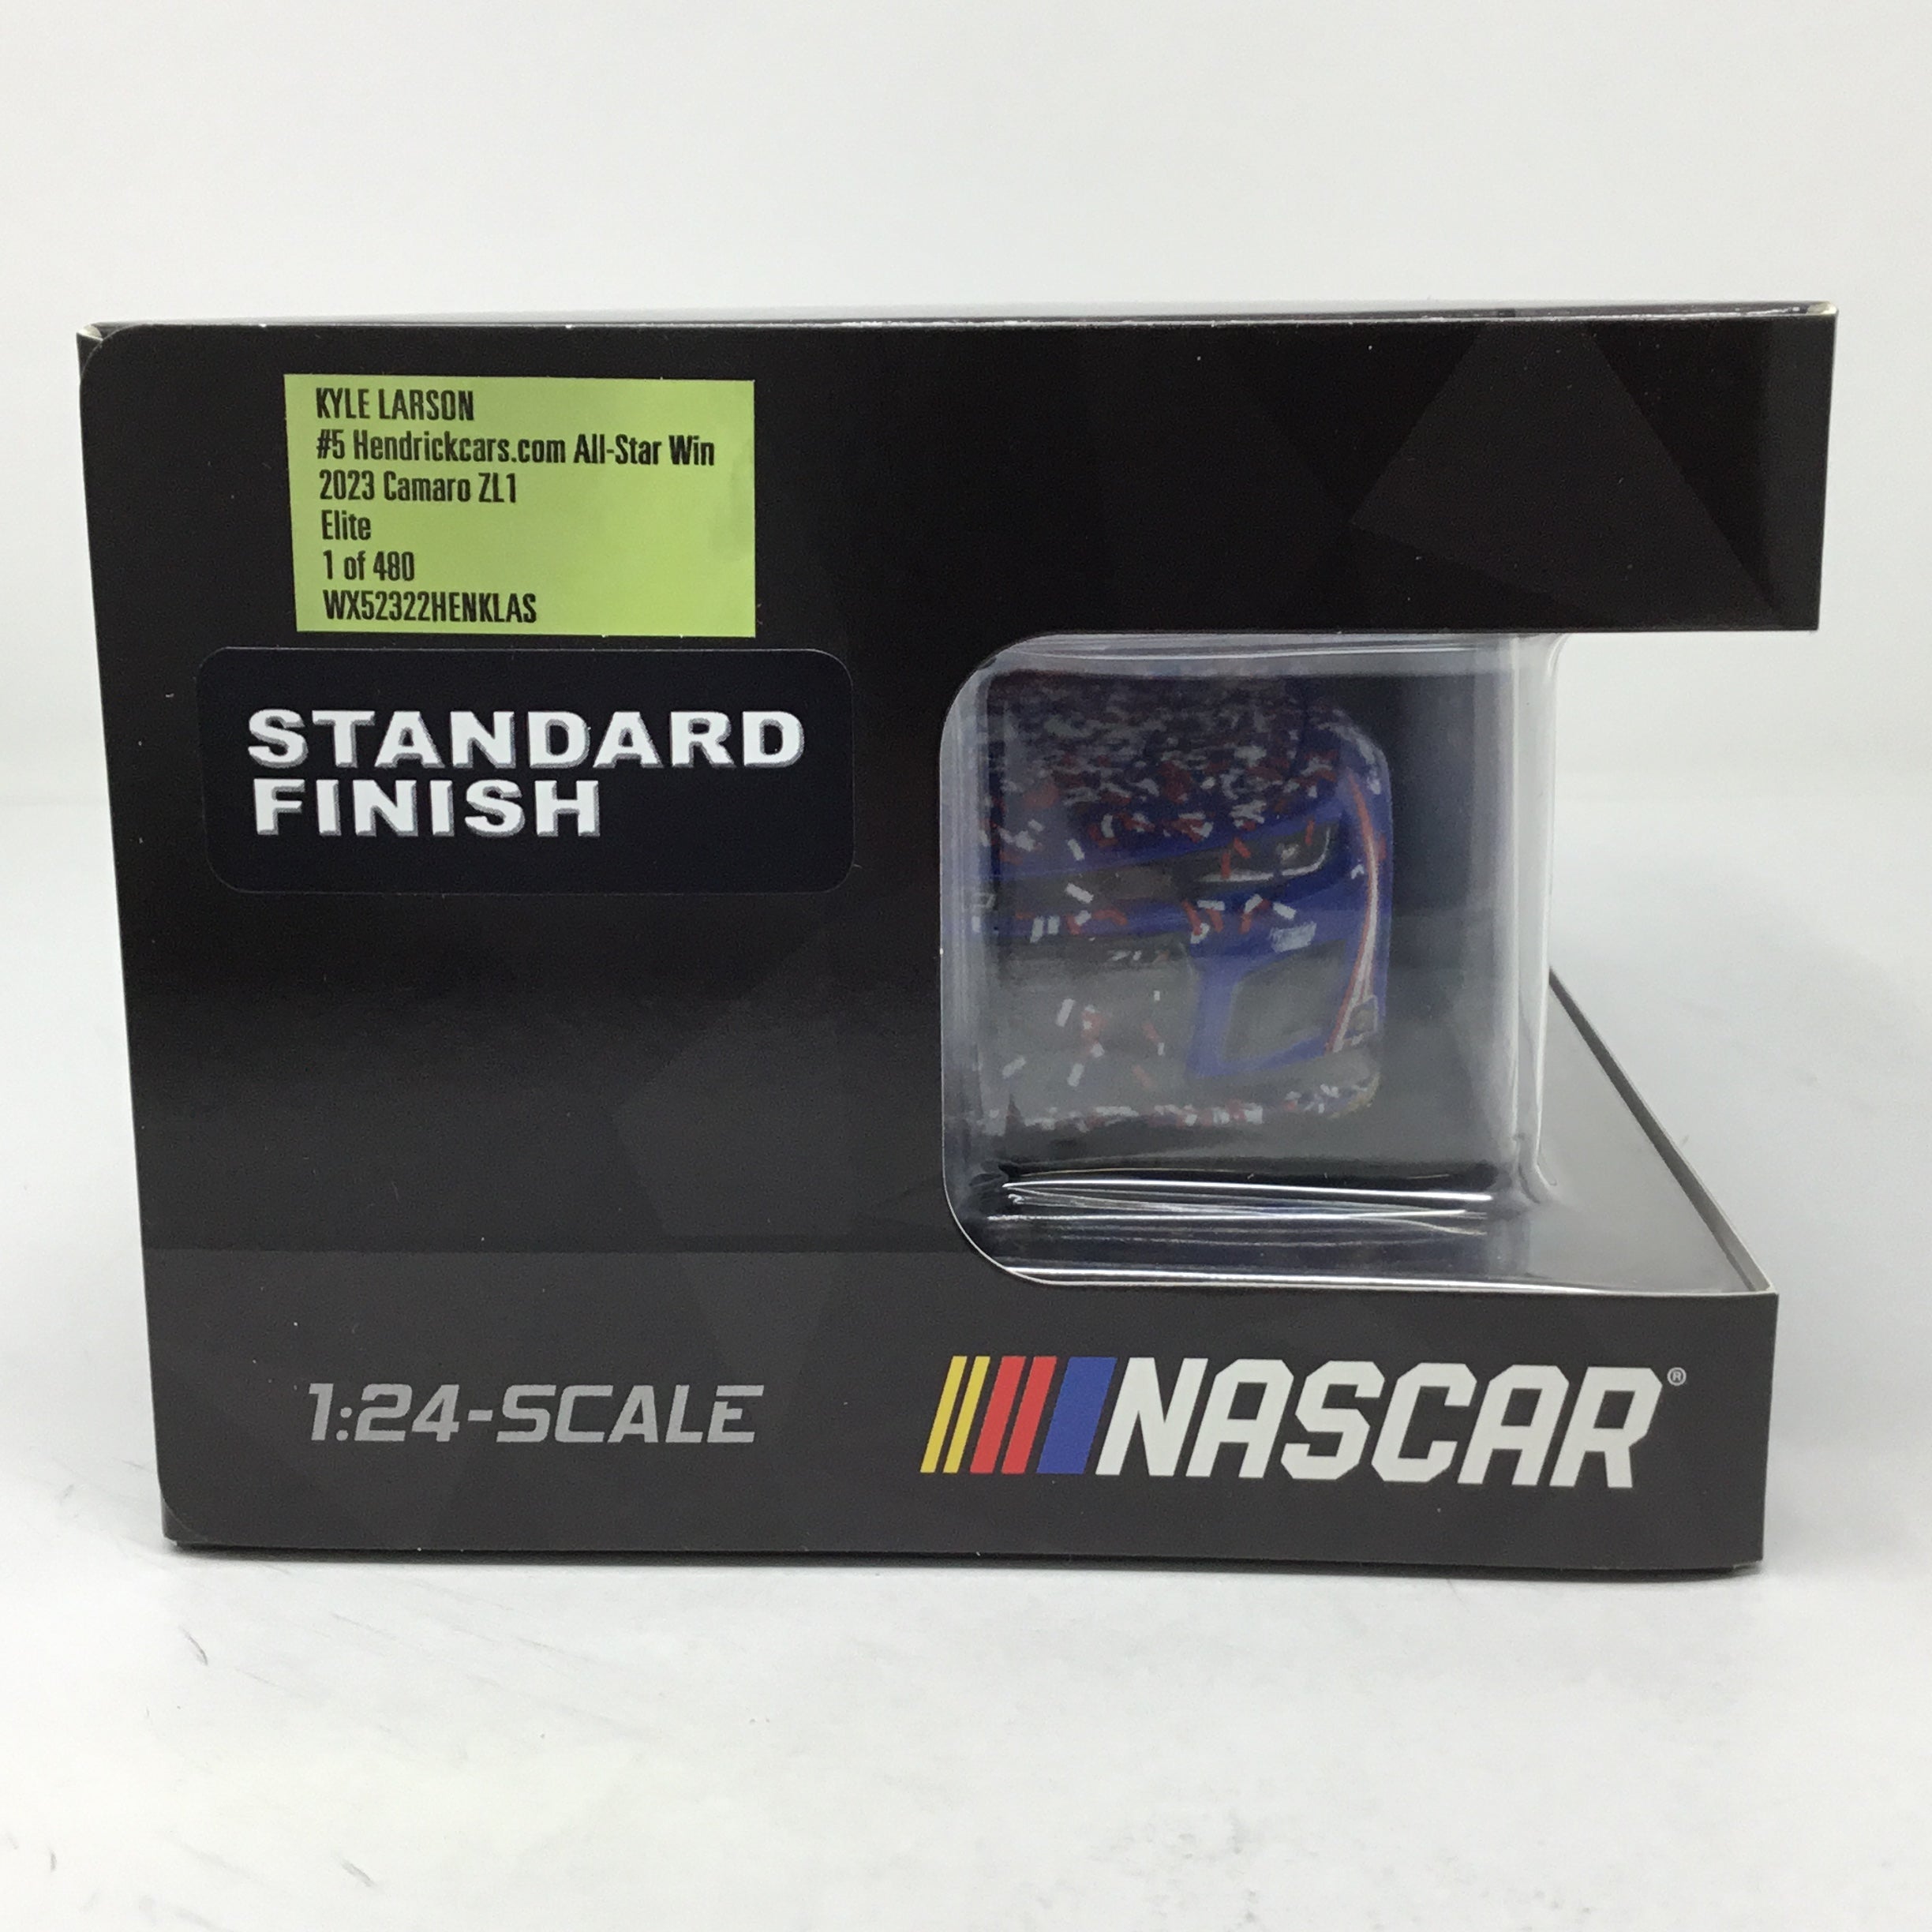 KYLE LARSON
#5 Hendrickcars.com All-Star Win
2023 Camaro ZL1
Elite
1 of 480
WX52322HENKLAS
STANDARD
FINISH
ZL1
1:24-SCALE
NASCAR®